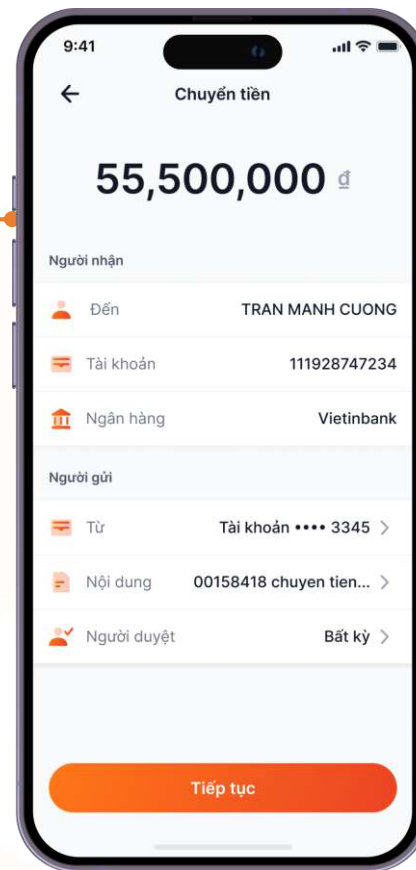 9:41
Chuyển tiền
55,500,000 ₫
Người nhận
Đến TRAN MANH CUONG
Tài khoản 111928747234
Ngân hàng Vietinbank
Người gửi
Từ Tài khoản •••• 3345 >
Nội dung 00158418 chuyen tien... >
Người duyệt Bất kỳ >
Tiếp tục